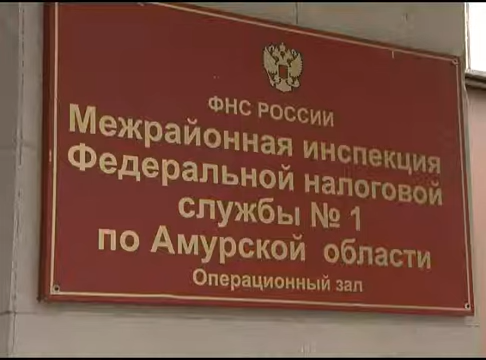 ФНС РОССИИ
Межрайонная инспекция
Федеральной налоговой
службы № 1
по Амурской области
Операционный зал